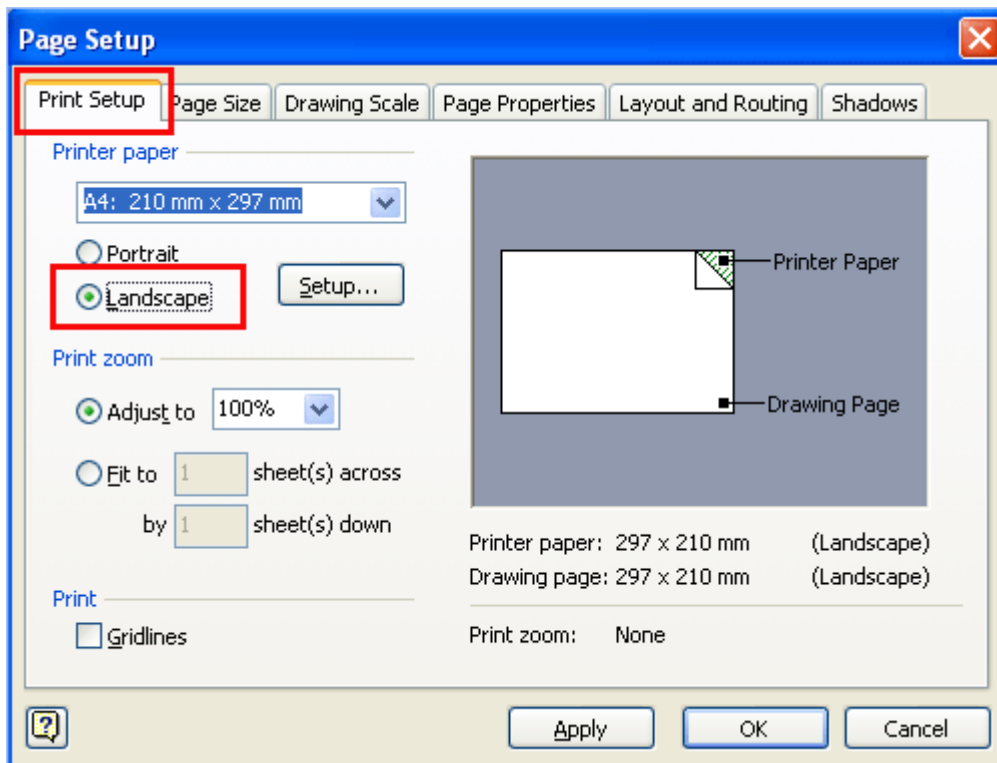 Page Setup
Print Setup Page Size Drawing Scale Page Properties Layout and Routing Shadows
Printer paper
A4: 210 mm x 297 mm
Portrait
Landscape
Setup...
Print zoom
Adjust to 100%
Fit to 1 sheet(s) across
by 1 sheet(s) down
Print
Gridlines
Printer Paper
Drawing Page
Printer paper: 297 x 210 mm (Landscape)
Drawing page: 297 x 210 mm (Landscape)
Print zoom: None
? Apply OK Cancel